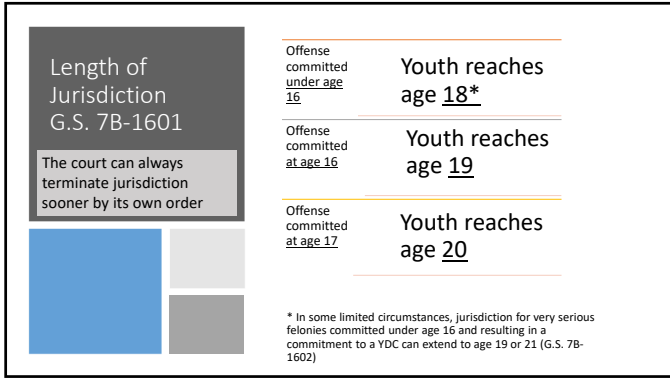 Length of
Jurisdiction
G.S. 7B-1601
The court can always
terminate jurisdiction
sooner by its own order
Offense
committed
under age
16
Youth reaches
age 18*
Offense
committed
at age 16
Youth reaches
age 19
Offense
committed
at age 17
Youth reaches
age 20
* In some limited circumstances, jurisdiction for very serious
felonies committed under age 16 and resulting in a
commitment to a YDC can extend to age 19 or 21 (G.S. 7B-
1602)